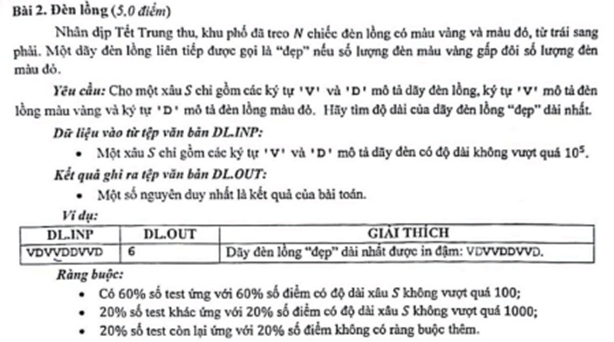 Bài 2. Đèn lồng (5,0 điểm)
Nhân dịp Tết Trung thu, khu phố đã treo N chiếc đèn lồng có màu vàng và màu đỏ, từ trái sang
phải. Một dãy đèn lồng liên tiếp được gọi là “đẹp” nếu số lượng đèn màu vàng gấp đôi số lượng đèn
màu đỏ.
Yêu cầu: Cho một xâu S chỉ gồm các ký tự 'V' và 'D' mô tả dãy đèn lồng, ký tự 'V' mô tả đèn
lồng màu vàng và ký tự 'D' mô tả đèn lồng màu đỏ. Hãy tìm độ dài của dãy đèn lồng “đẹp” dài nhất.
Dữ liệu vào từ tệp văn bản DL.INP:
• Một xâu S chỉ gồm các ký tự 'V' và 'D' mô tả dãy đèn có độ dài không vượt quá 10⁵.
Kết quả ghi ra tệp văn bản DL.OUT:
• Một số nguyên duy nhất là kết quả của bài toán.
Ví dụ:
DL.INP DL.OUT GIẢI THÍCH
VDVVDDVVD 6 Dãy đèn lồng “đẹp” dài nhất được in đậm: VDVVDDVVD.
Ràng buộc:
• Có 60% số test ứng với 60% số điểm có độ dài xâu S không vượt quá 100;
• 20% số test khác ứng với 20% số điểm có độ dài xâu S không vượt quá 1000;
• 20% số test còn lại ứng với 20% số điểm không có ràng buộc thêm.